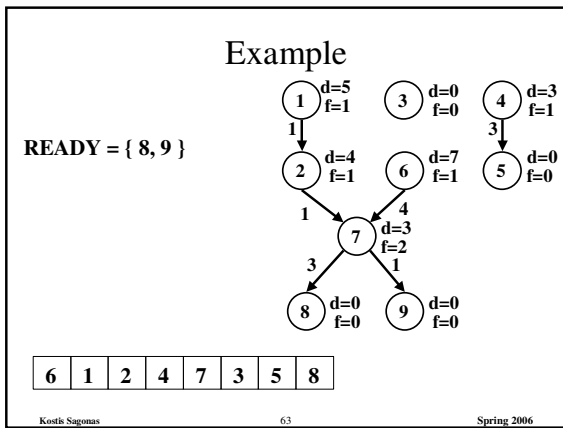 Example
1 d=5 3 d=0 4 d=3
f=1 f=0 f=1
1 3
READY = { 8, 9 }
2 d=4 6 d=7 5 d=0
f=1 f=1 f=0
1 4
7 d=3
f=2
3 1
8 d=0 9 d=0
f=0 f=0
6 1 2 4 7 3 5 8
Kostis Sagonas 63 Spring 2006